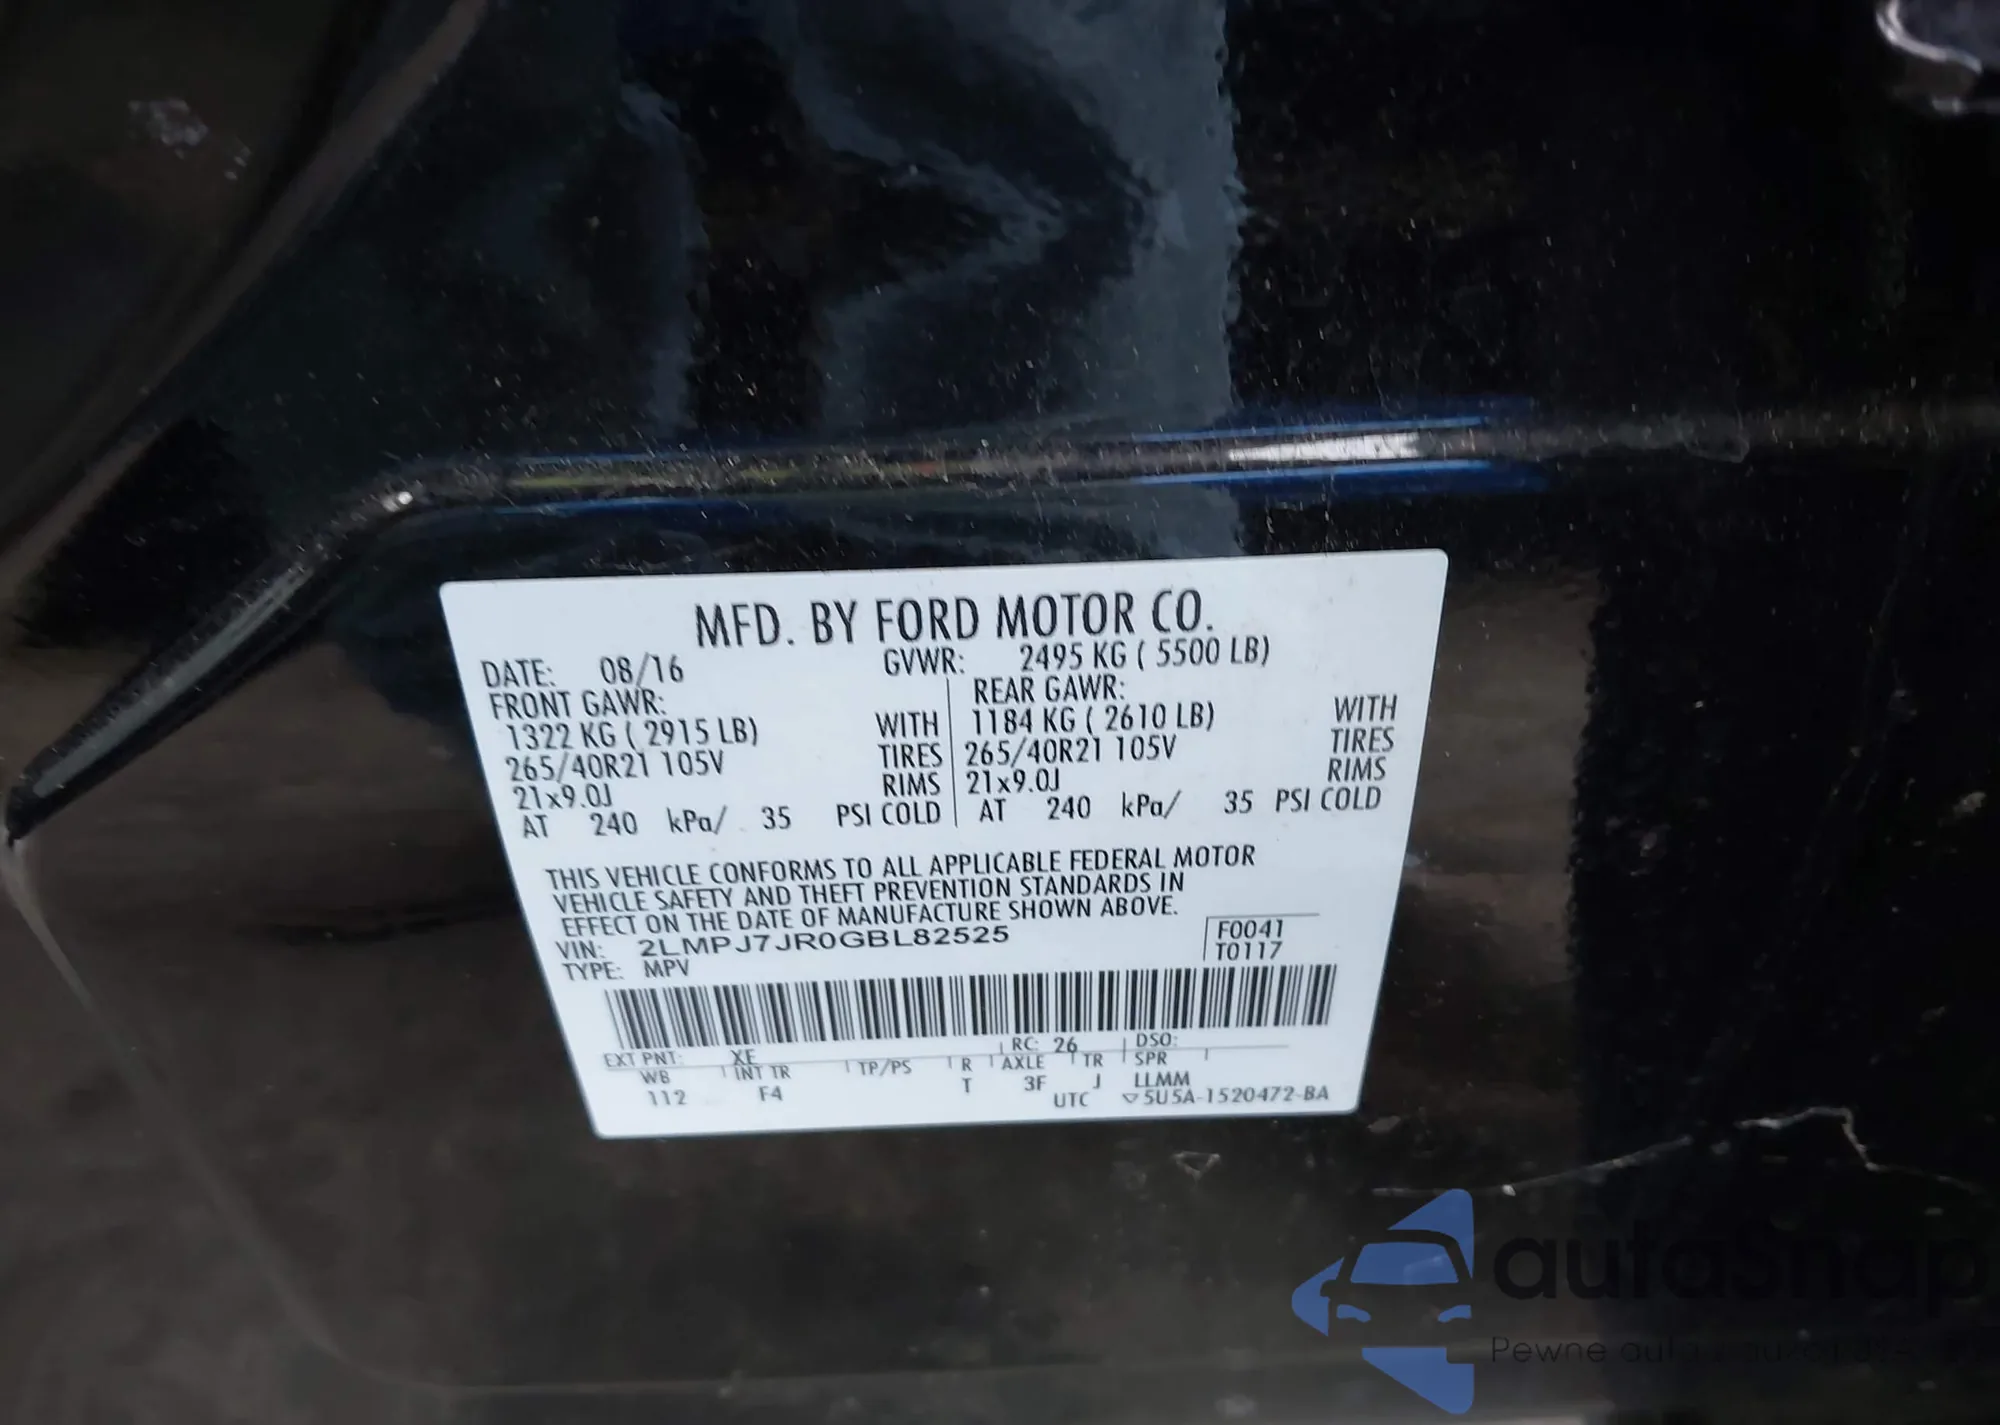 MFD. BY FORD MOTOR CO.
DATE: 08/16 GVWR: 2495 KG ( 5500 LB)
FRONT GAWR: REAR GAWR:
1322 KG ( 2915 LB) WITH 1184 KG ( 2610 LB) WITH
265/40R21 105V TIRES 265/40R21 105V TIRES
21x9.0J RIMS 21x9.0J RIMS
AT 240 kPa/ 35 PSI COLD AT 240 kPa/ 35 PSI COLD
THIS VEHICLE CONFORMS TO ALL APPLICABLE FEDERAL MOTOR
VEHICLE SAFETY AND THEFT PREVENTION STANDARDS IN
EFFECT ON THE DATE OF MANUFACTURE SHOWN ABOVE.
VIN: 2LMPJ7JR0GBL82525 F0041
TYPE: MPV T0117
EXT PNT: XE RC: 26 DSO:
WB INT TR TP/PS R AXLE TR SPR
112 F4 T 3F J LLMM
UTC ▽5U5A-1520472-BA
autoSnap
Pewne auta z